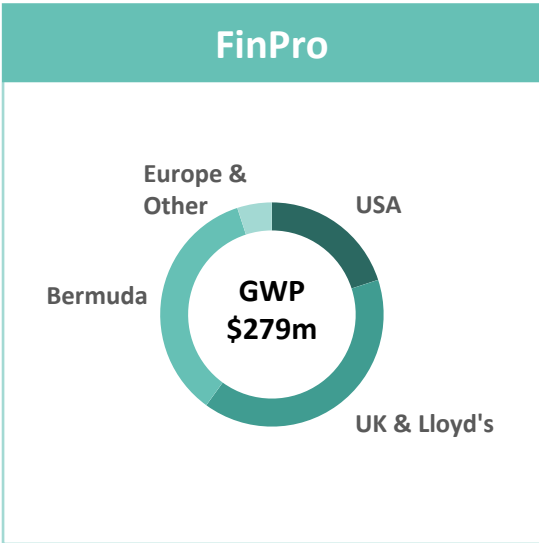 FinPro
Europe &
Other
USA
Bermuda
GWP
$279m
UK & Lloyd's